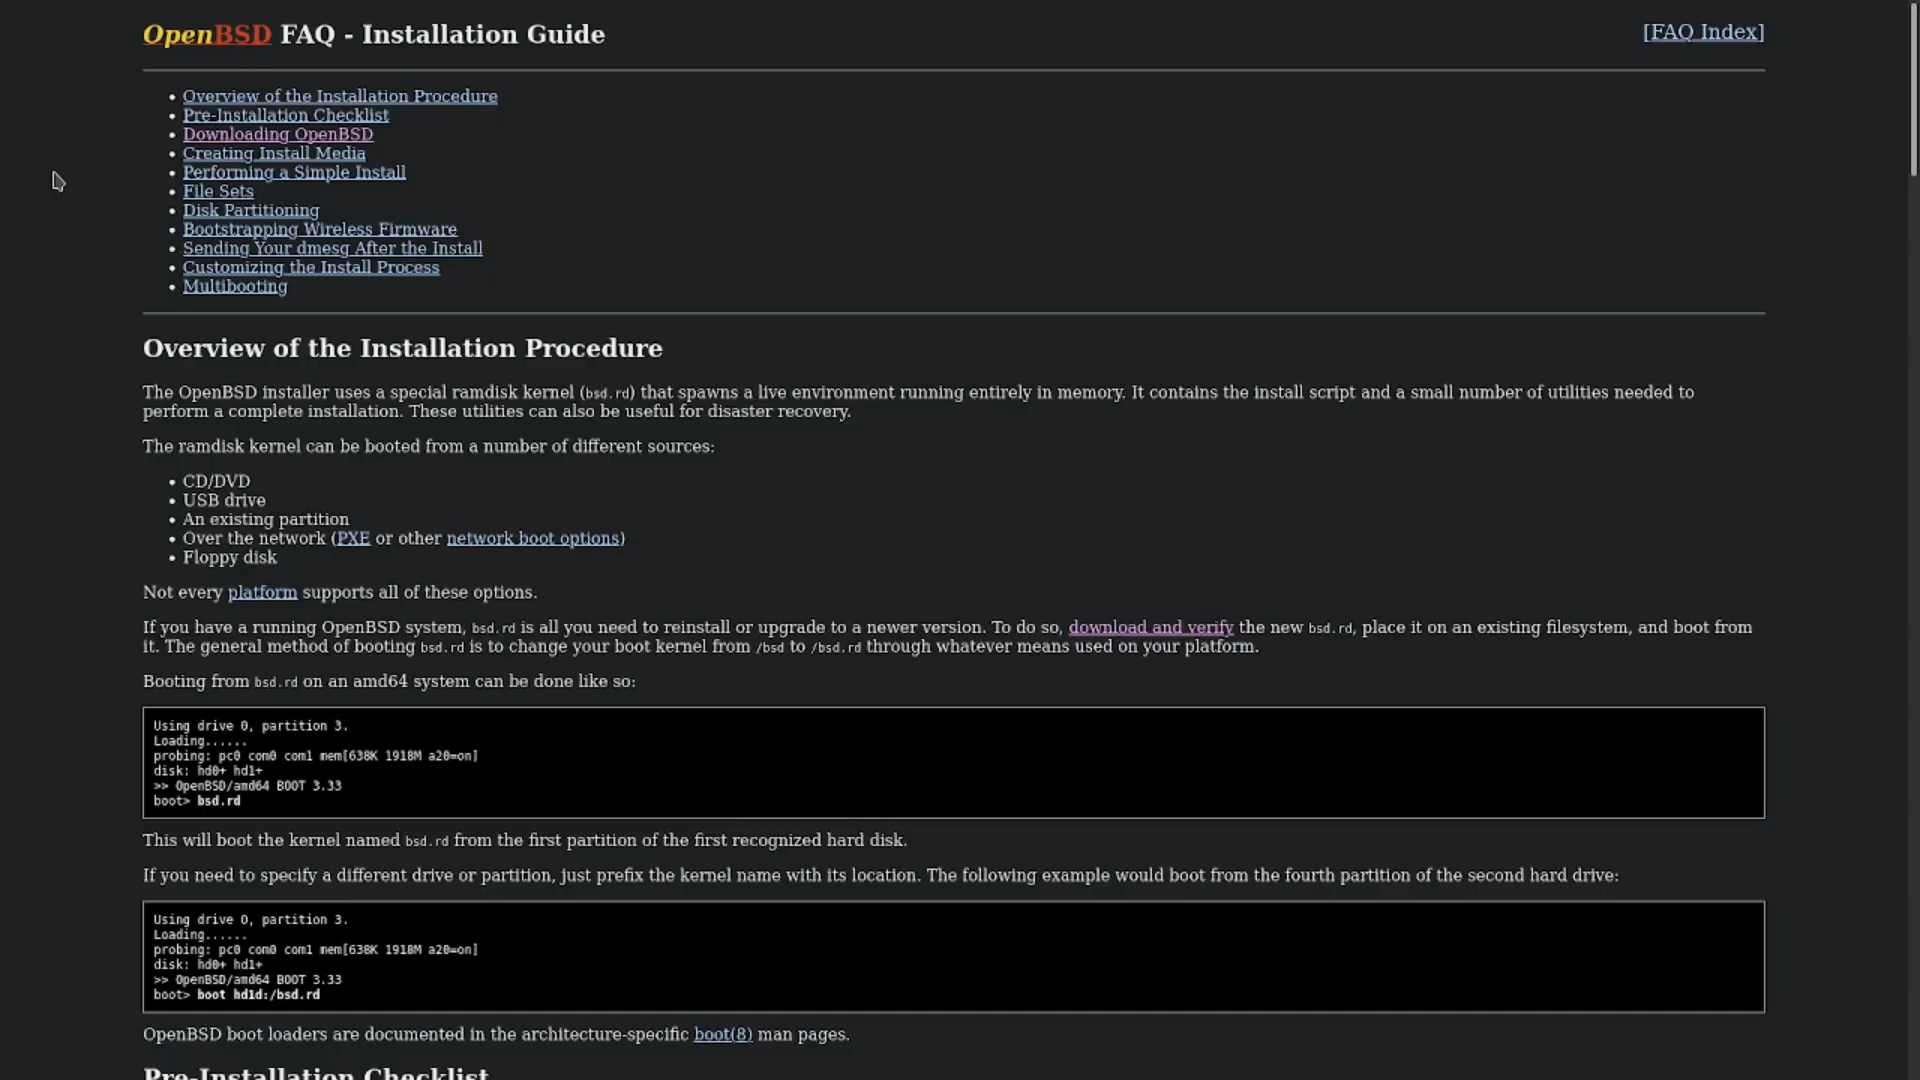 OpenBSD FAQ - Installation Guide
[FAQ Index]
• Overview of the Installation Procedure
• Pre-Installation Checklist
• Downloading OpenBSD
• Creating Install Media
• Performing a Simple Install
• File Sets
• Disk Partitioning
• Bootstrapping Wireless Firmware
• Sending Your dmesg After the Install
• Customizing the Install Process
• Multibooting
Overview of the Installation Procedure
The OpenBSD installer uses a special ramdisk kernel (bsd.rd) that spawns a live environment running entirely in memory. It contains the install script and a small number of utilities needed to
perform a complete installation. These utilities can also be useful for disaster recovery.
The ramdisk kernel can be booted from a number of different sources:
• CD/DVD
• USB drive
• An existing partition
• Over the network (PXE or other network boot options)
• Floppy disk
Not every platform supports all of these options.
If you have a running OpenBSD system, bsd.rd is all you need to reinstall or upgrade to a newer version. To do so, download and verify the new bsd.rd, place it on an existing filesystem, and boot from
it. The general method of booting bsd.rd is to change your boot kernel from /bsd to /bsd.rd through whatever means used on your platform.
Booting from bsd.rd on an amd64 system can be done like so:
Using drive 0, partition 3.
Loading......
probing: pc0 com0 com1 mem[638K 1918M a20=on]
disk: hd0+ hd1+
>> OpenBSD/amd64 BOOT 3.33
boot> bsd.rd
This will boot the kernel named bsd.rd from the first partition of the first recognized hard disk.
If you need to specify a different drive or partition, just prefix the kernel name with its location. The following example would boot from the fourth partition of the second hard drive:
Using drive 0, partition 3.
Loading......
probing: pc0 com0 com1 mem[638K 1918M a20=on]
disk: hd0+ hd1+
>> OpenBSD/amd64 BOOT 3.33
boot> boot hd1d:/bsd.rd
OpenBSD boot loaders are documented in the architecture-specific boot(8) man pages.
Pre-Installation Checklist